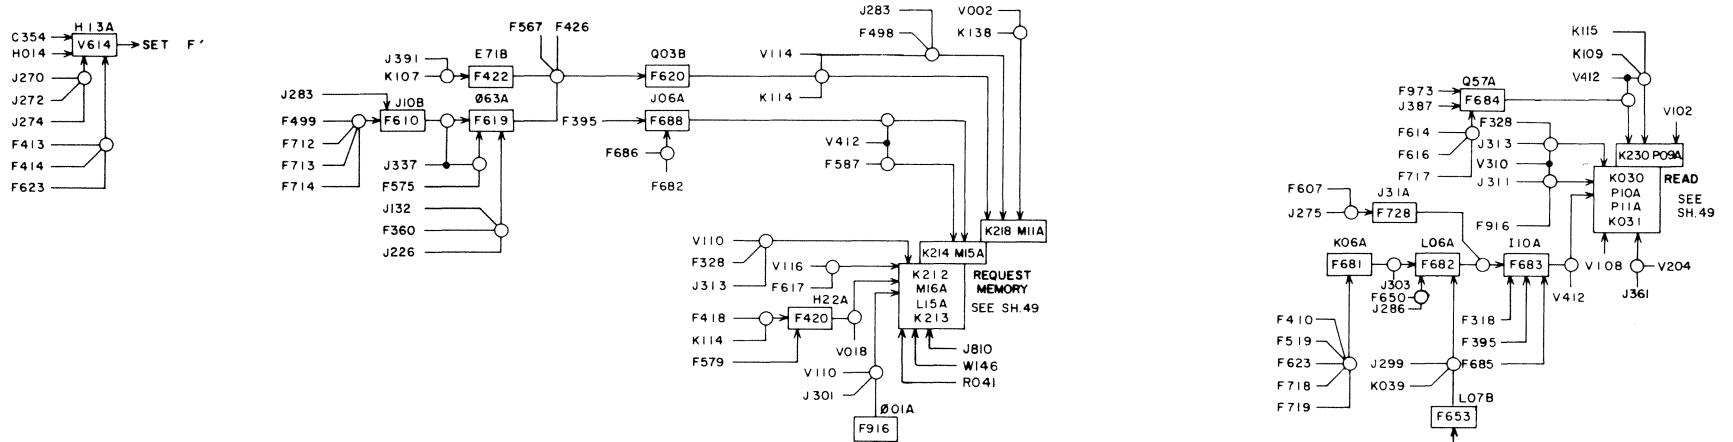 H13A
C354
H014
V614
SET F'
J270
J272
J274
F413
F414
F623
F567 F426
J391
K107
E71B
F422
J283
J10B
Ø63A
F499
F610
F619
F712
F713
F714
J337
F575
J132
F360
J226
Q03B
F620
J06A
F395
F688
F686
F682
J283
F498
V002
K138
V114
K114
V412
F587
K218 M11A
K214 M15A
V110
F328
J313
V116
F617
K212
M16A
L15A
K213
REQUEST
MEMORY
SEE SH.49
H22A
F418
F420
K114
F579
V018
V110
J301
Ø01A
F916
J810
W146
R041
K115
K109
V412
Q57A
F973
F684
J387
F614
F616
F717
F328
J313
V310
J311
F916
V102
K230 P09A
K030
P10A
P11A
K031
READ
SEE
SH.49
F607
J275
J31A
F728
K06A
L06A
I10A
F681
F682
F683
J303
F650
J286
V412
V108
V204
J361
F410
F519
F623
F718
F719
F318
F395
F685
J299
K039
L07B
F653